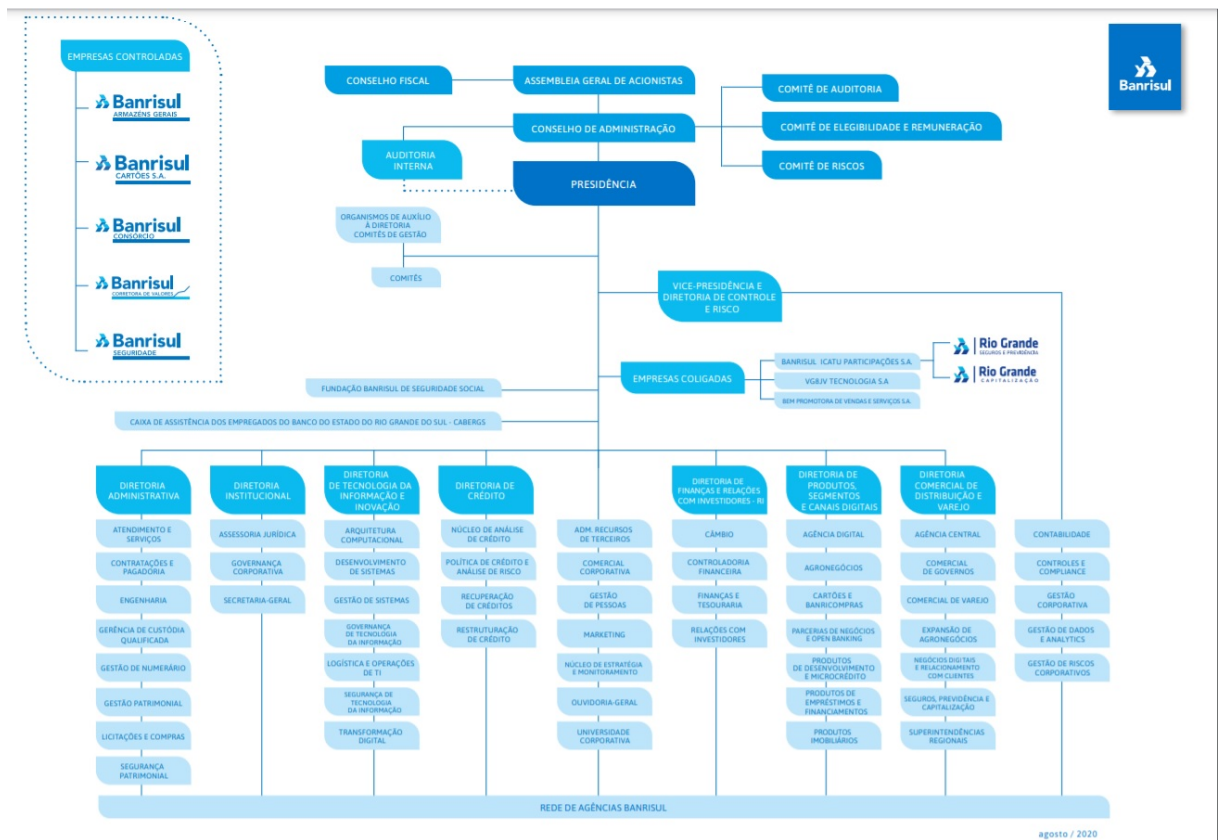 EMPRESAS CONTROLADAS
Banrisul
ARMAZÉNS GERAIS
Banrisul
CARTÕES S.A.
Banrisul
CONSÓRCIO
Banrisul
CORRETORA DE VALORES
Banrisul
SEGURIDADE
CONSELHO FISCAL
ASSEMBLEIA GERAL DE ACIONISTAS
CONSELHO DE ADMINISTRAÇÃO
COMITÊ DE AUDITORIA
COMITÊ DE ELEGIBILIDADE E REMUNERAÇÃO
COMITÊ DE RISCOS
Banrisul
AUDITORIA
INTERNA
PRESIDÊNCIA
ORGANISMOS DE AUXÍLIO
À DIRETORIA
COMITÊS DE GESTÃO
COMITÊS
VICE-PRESIDÊNCIA E
DIRETORIA DE CONTROLE
E RISCO
EMPRESAS COLIGADAS
BANRISUL ICATU PARTICIPAÇÕES S.A.
VG8JV TECNOLOGIA S.A
BEM PROMOTORA DE VENDAS E SERVIÇOS S.A.
Rio Grande
SEGUROS E PREVIDÊNCIA
Rio Grande
CAPITALIZAÇÃO
FUNDAÇÃO BANRISUL DE SEGURIDADE SOCIAL
CAIXA DE ASSISTÊNCIA DOS EMPREGADOS DO BANCO DO ESTADO DO RIO GRANDE DO SUL - CABERGS
DIRETORIA
ADMINISTRATIVA
ATENDIMENTO E
SERVIÇOS
CONTRATAÇÕES E
PAGADORIA
ENGENHARIA
GERÊNCIA DE CUSTÓDIA
QUALIFICADA
GESTÃO DE NUMERÁRIO
GESTÃO PATRIMONIAL
LICITAÇÕES E COMPRAS
SEGURANÇA
PATRIMONIAL
DIRETORIA
INSTITUCIONAL
ASSESSORIA JURÍDICA
GOVERNANÇA
CORPORATIVA
SECRETARIA-GERAL
DIRETORIA
DE TECNOLOGIA DA
INFORMAÇÃO E
INOVAÇÃO
ARQUITETURA
COMPUTACIONAL
DESENVOLVIMENTO
DE SISTEMAS
GESTÃO DE SISTEMAS
GOVERNANÇA
DE TECNOLOGIA
DA INFORMAÇÃO
LOGÍSTICA E OPERAÇÕES
DE TI
SEGURANÇA DE
TECNOLOGIA
DA INFORMAÇÃO
TRANSFORMAÇÃO
DIGITAL
DIRETORIA DE
CRÉDITO
NÚCLEO DE ANÁLISE
DE CRÉDITO
POLÍTICA DE CRÉDITO E
ANÁLISE DE RISCO
RECUPERAÇÃO
DE CRÉDITOS
RESTRUTURAÇÃO
DE CRÉDITO
ADM. RECURSOS
DE TERCEIROS
COMERCIAL
CORPORATIVA
GESTÃO
DE PESSOAS
MARKETING
NÚCLEO DE ESTRATÉGIA
E MONITORAMENTO
OUVIDORIA-GERAL
UNIVERSIDADE
CORPORATIVA
DIRETORIA DE
FINANÇAS E RELAÇÕES
COM INVESTIDORES - RI
CÂMBIO
CONTROLADORIA
FINANCEIRA
FINANÇAS E
TESOURARIA
RELAÇÕES COM
INVESTIDORES
DIRETORIA DE
PRODUTOS,
SEGMENTOS
E CANAIS DIGITAIS
AGÊNCIA DIGITAL
AGRONEGÓCIOS
CARTÕES E
BANRICOMPRAS
PARCERIAS DE NEGÓCIOS
E OPEN BANKING
PRODUTOS
DE DESENVOLVIMENTO
E MICROCRÉDITO
PRODUTOS DE
EMPRÉSTIMOS E
FINANCIAMENTOS
PRODUTOS
IMOBILIÁRIOS
DIRETORIA
COMERCIAL DE
DISTRIBUIÇÃO E
VAREJO
AGÊNCIA CENTRAL
COMERCIAL
DE GOVERNOS
COMERCIAL DE VAREJO
EXPANSÃO DE
AGRONEGÓCIOS
NEGÓCIOS DIGITAIS
E RELACIONAMENTO
COM CLIENTES
SEGUROS, PREVIDÊNCIA E
CAPITALIZAÇÃO
SUPERINTENDÊNCIAS
REGIONAIS
CONTABILIDADE
CONTROLES E
COMPLIANCE
GESTÃO
CORPORATIVA
GESTÃO DE DADOS
E ANALYTICS
GESTÃO DE RISCOS
CORPORATIVOS
REDE DE AGÊNCIAS BANRISUL
agosto / 2020